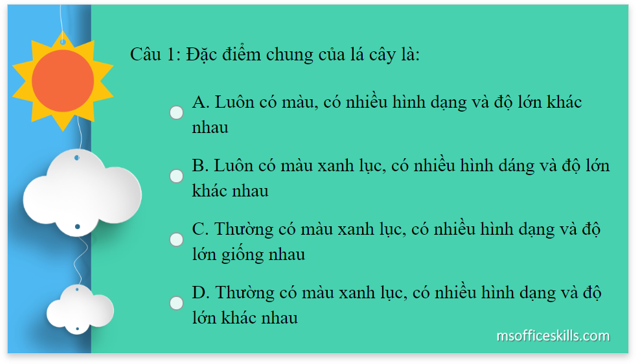 Câu 1: Đặc điểm chung của lá cây là:
A. Luôn có màu, có nhiều hình dạng và độ lớn khác
nhau
B. Luôn có màu xanh lục, có nhiều hình dáng và độ lớn
khác nhau
C. Thường có màu xanh lục, có nhiều hình dạng và độ
lớn giống nhau
D. Thường có màu xanh lục, có nhiều hình dạng và độ
lớn khác nhau
msofficeskills.com